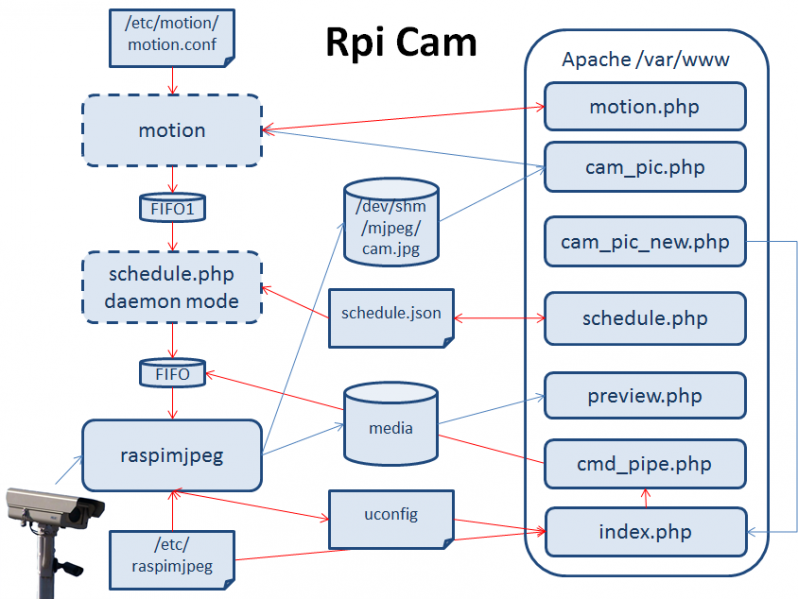 Rpi Cam
/etc/motion/
motion.conf
motion
FIFO1
schedule.php
daemon mode
FIFO
raspimjpeg
/etc/
raspimjpeg
/dev/shm
/mjpeg/
cam.jpg
schedule.json
media
uconfig
Apache /var/www
motion.php
cam_pic.php
cam_pic_new.php
schedule.php
preview.php
cmd_pipe.php
index.php